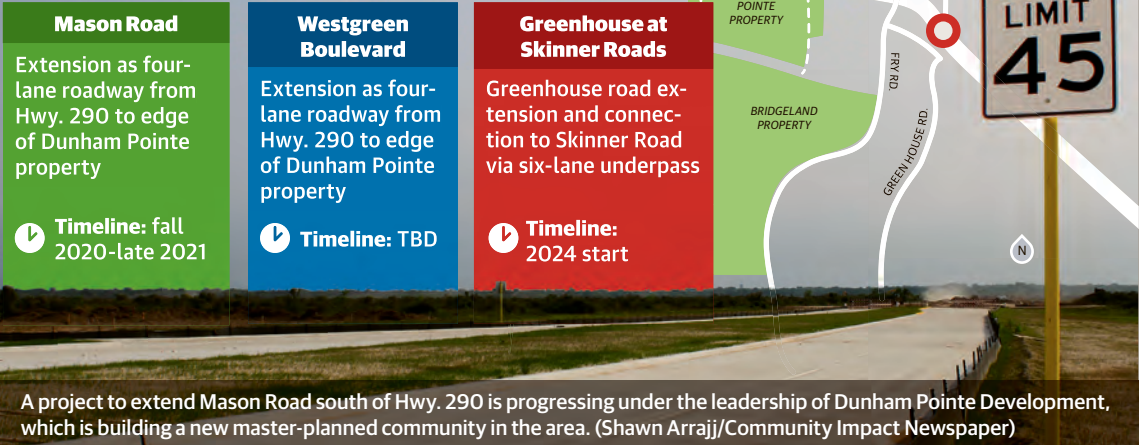 Mason Road
Extension as four-
lane roadway from
Hwy. 290 to edge
of Dunham Pointe
property
Timeline: fall
2020-late 2021
Westgreen
Boulevard
Extension as four-
lane roadway from
Hwy. 290 to edge
of Dunham Pointe
property
Timeline: TBD
Greenhouse at
Skinner Roads
Greenhouse road ex-
tension and connec-
tion to Skinner Road
via six-lane underpass
Timeline:
2024 start
POINTE
PROPERTY
BRIDGELAND
PROPERTY
FRY RD.
GREEN HOUSE RD.
N
LIMIT
45
A project to extend Mason Road south of Hwy. 290 is progressing under the leadership of Dunham Pointe Development,
which is building a new master-planned community in the area. (Shawn Arrajj/Community Impact Newspaper)